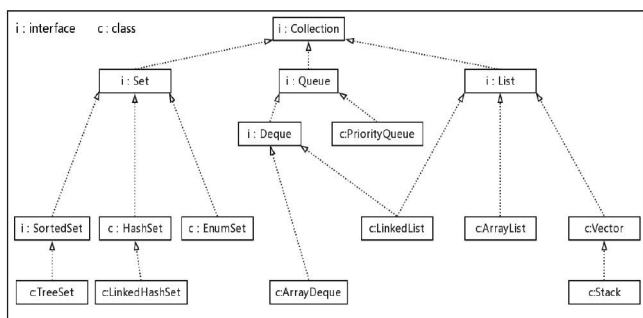 i : interface c : class
i : Collection
i : Set
i : Queue
i : List
i : Deque
c:PriorityQueue
i : SortedSet
c : HashSet
c : EnumSet
c:LinkedList
c:ArrayList
c:Vector
c:TreeSet
c:LinkedHashSet
c:ArrayDeque
c:Stack